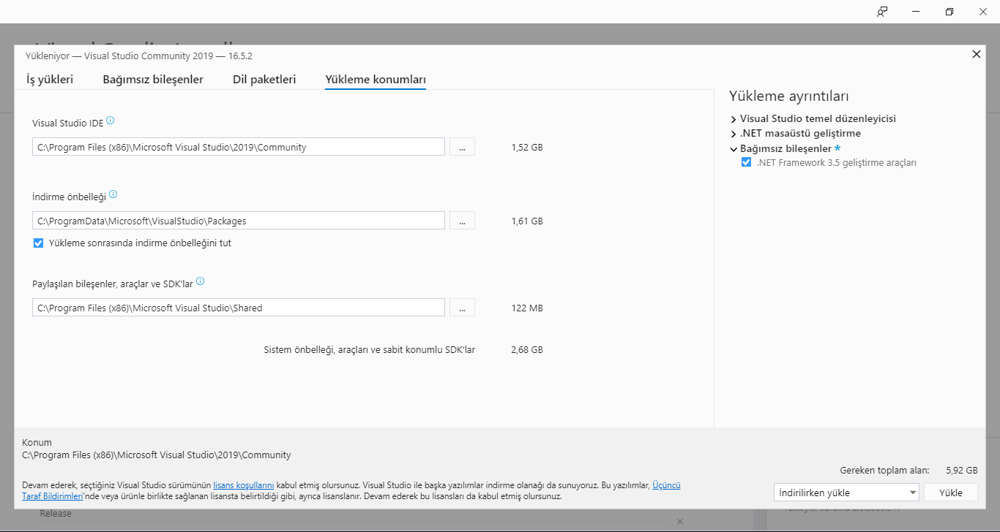 Yükleniyor — Visual Studio Community 2019 — 16.5.2
İş yükleri
Bağımsız bileşenler
Dil paketleri
Yükleme konumları
Visual Studio IDE
C:\Program Files (x86)\Microsoft Visual Studio\2019\Community
...
1,52 GB
İndirme önbelleği
C:\ProgramData\Microsoft\VisualStudio\Packages
...
1,61 GB
Yükleme sonrasında indirme önbelleğini tut
Paylaşılan bileşenler, araçlar ve SDK'lar
C:\Program Files (x86)\Microsoft Visual Studio\Shared
...
122 MB
Sistem önbelleği, araçları ve sabit konumlu SDK'lar
2,68 GB
Yükleme ayrıntıları
Visual Studio temel düzenleyicisi
.NET masaüstü geliştirme
Bağımsız bileşenler *
.NET Framework 3.5 geliştirme araçları
Konum
C:\Program Files (x86)\Microsoft Visual Studio\2019\Community
Gereken toplam alan: 5,92 GB
Devam ederek, seçtiğiniz Visual Studio sürümünün lisans koşullarını kabul etmiş olursunuz. Visual Studio ile başka yazılımlar indirme olanağı da sunuyoruz. Bu yazılımlar, Üçüncü
Taraf Bildirimleri'nde veya ürünle birlikte sağlanan lisansta belirtildiği gibi, ayrıca lisanslanır. Devam ederek bu lisansları da kabul etmiş olursunuz.
İndirilirken yükle
Yükle
Release